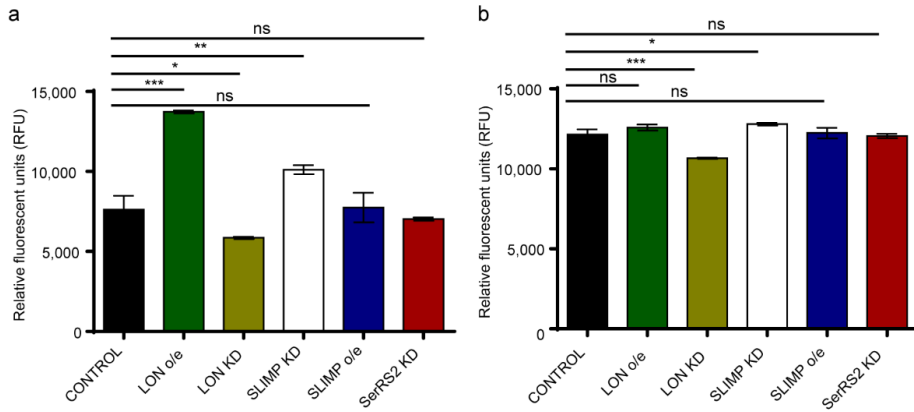 a
ns
**
*
***
ns
15,000
10,000
5,000
0
Relative fluorescent units (RFU)
CONTROL
LON o/e
LON KD
SLIMP KD
SLIMP o/e
SerRS2 KD
b
ns
*
***
ns
ns
15,000
10,000
5,000
0
Relative fluorescent units (RFU)
CONTROL
LON o/e
LON KD
SLIMP KD
SLIMP o/e
SerRS2 KD